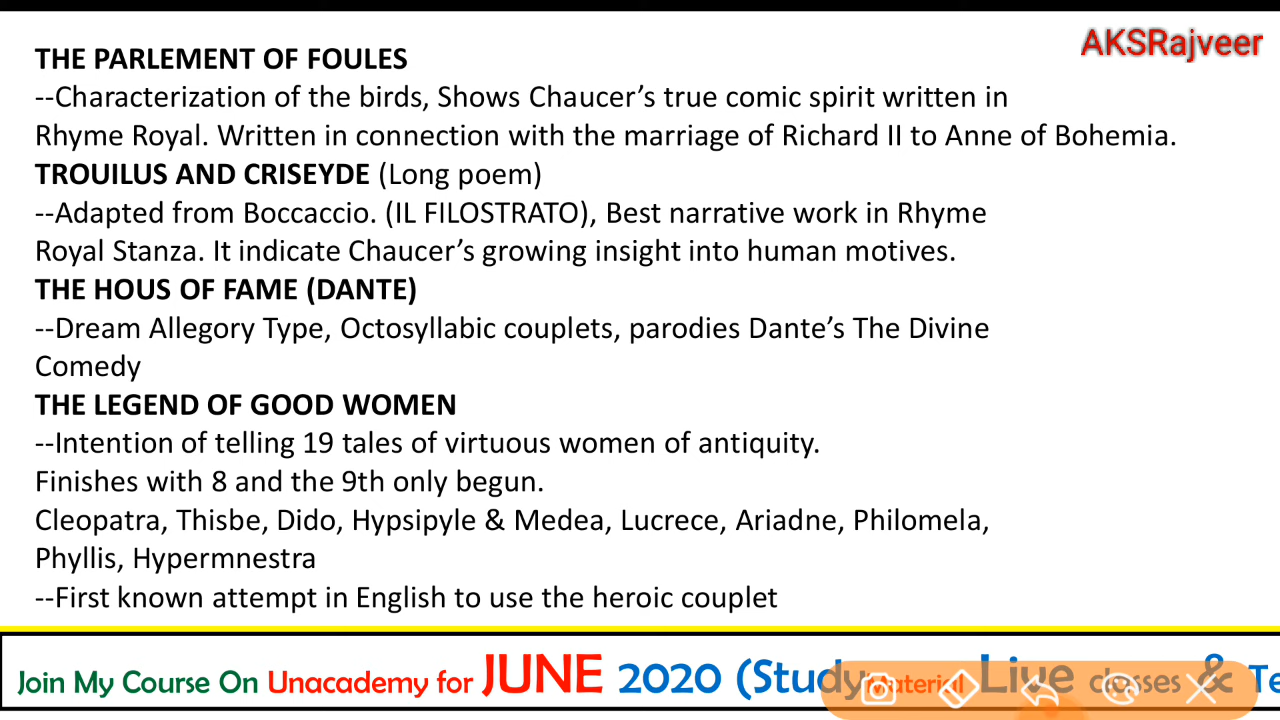 AKSRajveer
THE PARLEMENT OF FOULES
--Characterization of the birds, Shows Chaucer’s true comic spirit written in
Rhyme Royal. Written in connection with the marriage of Richard II to Anne of Bohemia.
TROUILUS AND CRISEYDE (Long poem)
--Adapted from Boccaccio. (IL FILOSTRATO), Best narrative work in Rhyme
Royal Stanza. It indicate Chaucer’s growing insight into human motives.
THE HOUS OF FAME (DANTE)
--Dream Allegory Type, Octosyllabic couplets, parodies Dante’s The Divine
Comedy
THE LEGEND OF GOOD WOMEN
--Intention of telling 19 tales of virtuous women of antiquity.
Finishes with 8 and the 9th only begun.
Cleopatra, Thisbe, Dido, Hypsipyle & Medea, Lucrece, Ariadne, Philomela,
Phyllis, Hypermnestra
--First known attempt in English to use the heroic couplet
Join My Course On Unacademy for JUNE 2020 (Study Material Live classes & Te